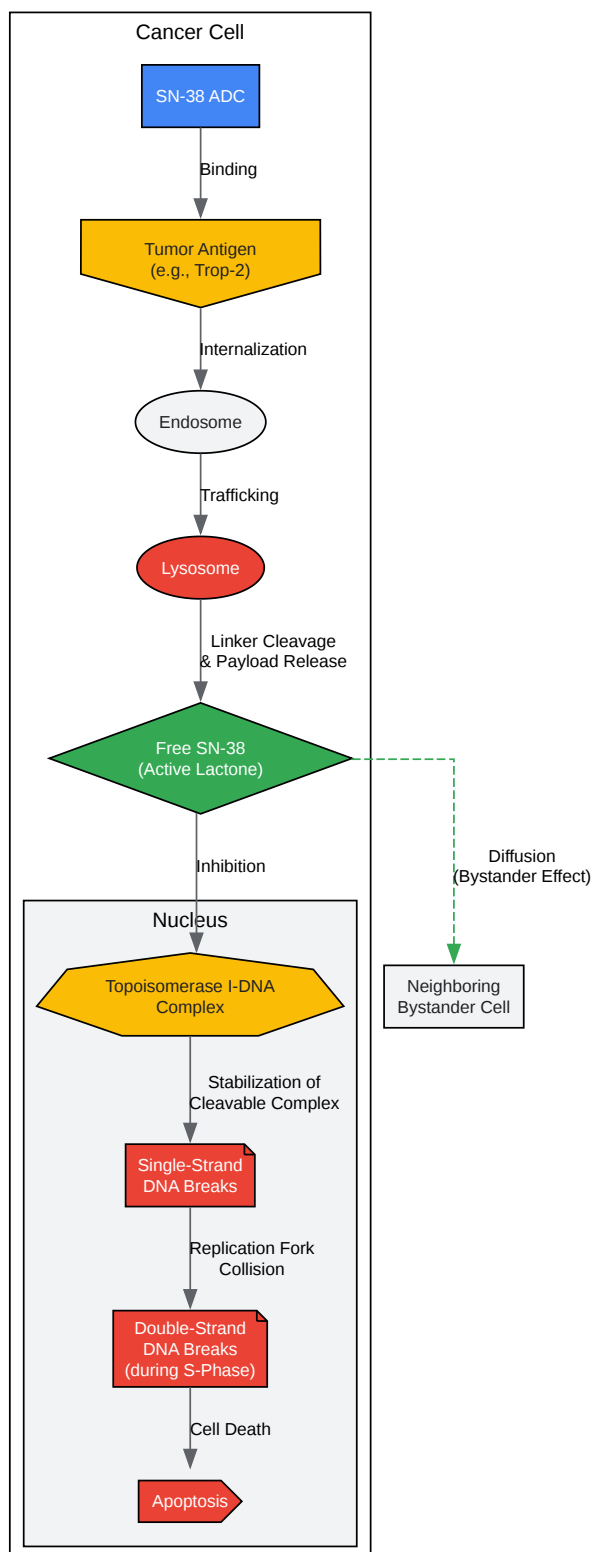 Cancer Cell
SN-38 ADC
Binding
Tumor Antigen
(e.g., Trop-2)
Internalization
Endosome
Trafficking
Lysosome
Linker Cleavage
& Payload Release
Free SN-38
(Active Lactone)
Inhibition
Diffusion
(Bystander Effect)
Nucleus
Topoisomerase I-DNA
Complex
Neighboring
Bystander Cell
Stabilization of
Cleavable Complex
Single-Strand
DNA Breaks
Replication Fork
Collision
Double-Strand
DNA Breaks
(during S-Phase)
Cell Death
Apoptosis